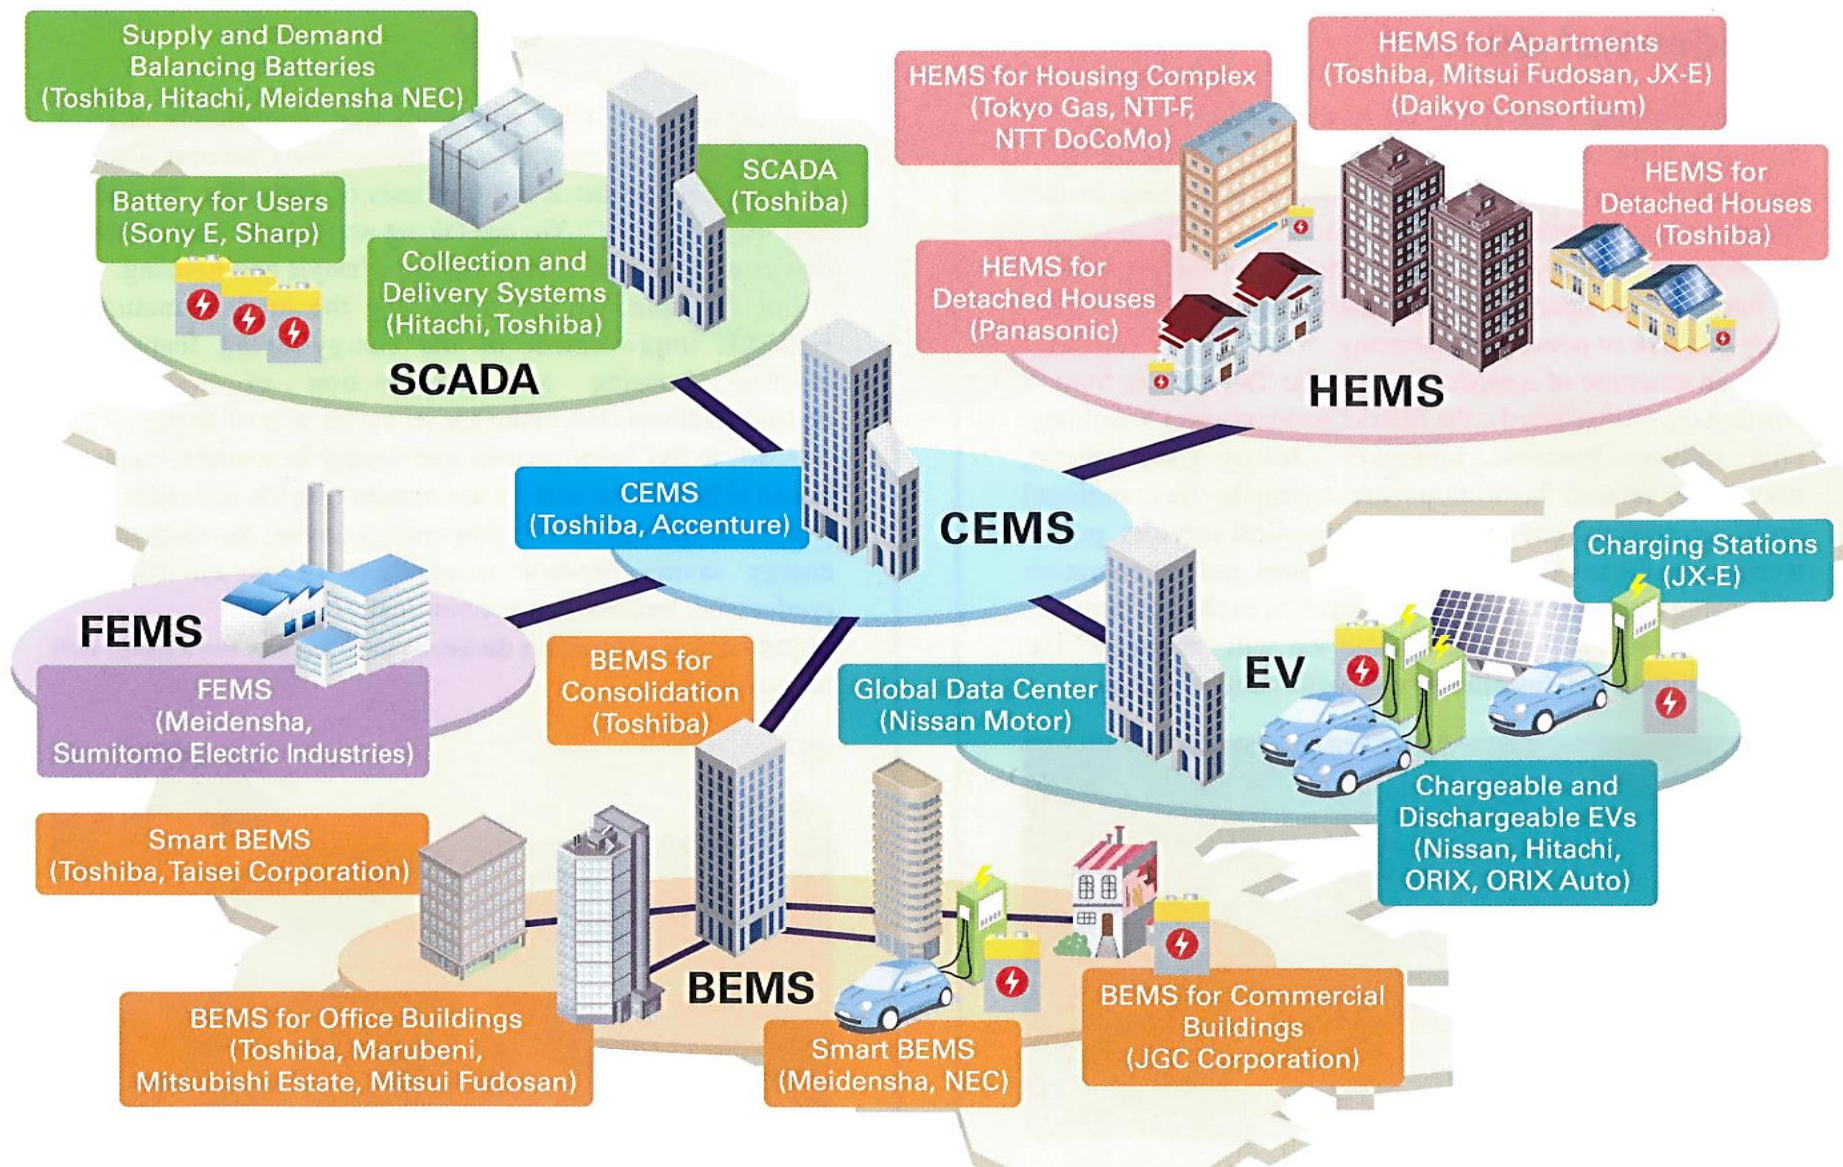 Supply and Demand
Balancing Batteries
(Toshiba, Hitachi, Meidensha NEC)
SCADA
(Toshiba)
Battery for Users
(Sony E, Sharp)
Collection and
Delivery Systems
(Hitachi, Toshiba)
SCADA
HEMS for Housing Complex
(Tokyo Gas, NTT-F,
NTT DoCoMo)
HEMS for Apartments
(Toshiba, Mitsui Fudosan, JX-E)
(Daikyo Consortium)
HEMS for
Detached Houses
(Toshiba)
HEMS for
Detached Houses
(Panasonic)
HEMS
CEMS
(Toshiba, Accenture)
CEMS
FEMS
FEMS
(Meidensha,
Sumitomo Electric Industries)
Charging Stations
(JX-E)
EV
Global Data Center
(Nissan Motor)
Chargeable and
Dischargeable EVs
(Nissan, Hitachi,
ORIX, ORIX Auto)
BEMS for
Consolidation
(Toshiba)
Smart BEMS
(Toshiba, Taisei Corporation)
BEMS
BEMS for Office Buildings
(Toshiba, Marubeni,
Mitsubishi Estate, Mitsui Fudosan)
Smart BEMS
(Meidensha, NEC)
BEMS for Commercial
Buildings
(JGC Corporation)